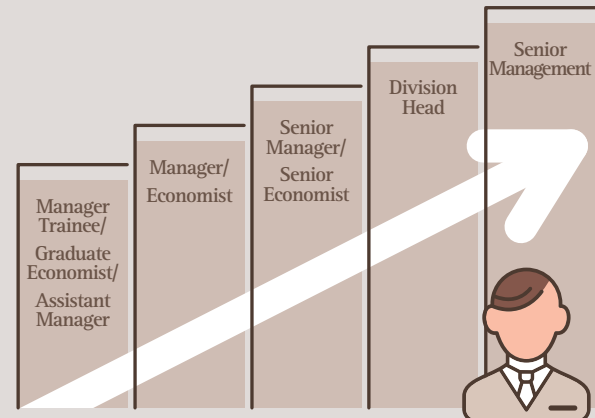 Manager
Trainee/
Graduate
Economist/
Assistant
Manager
Manager/
Economist
Senior
Manager/
Senior
Economist
Division
Head
Senior
Management